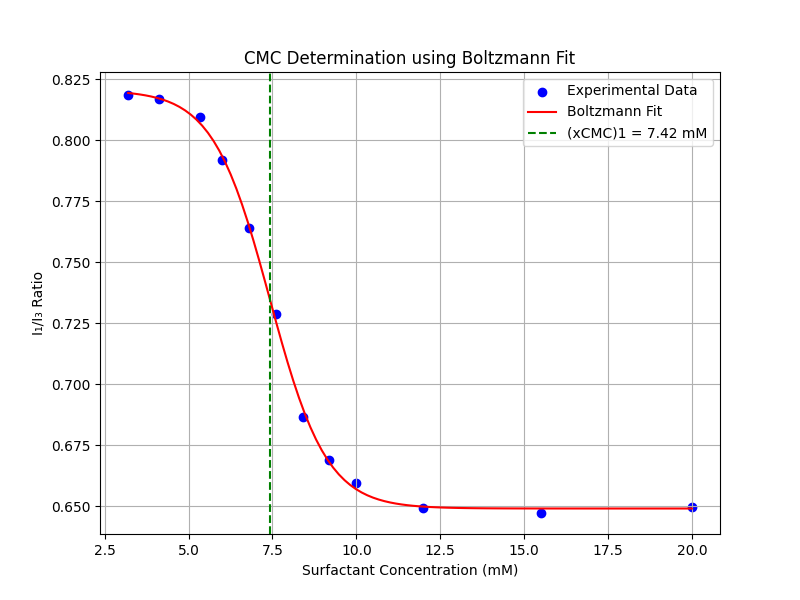 CMC Determination using Boltzmann Fit
Experimental Data
Boltzmann Fit
(xCMC)1 = 7.42 mM
I₁/I₃ Ratio
0.825
0.800
0.775
0.750
0.725
0.700
0.675
0.650
2.5 5.0 7.5 10.0 12.5 15.0 17.5 20.0
Surfactant Concentration (mM)